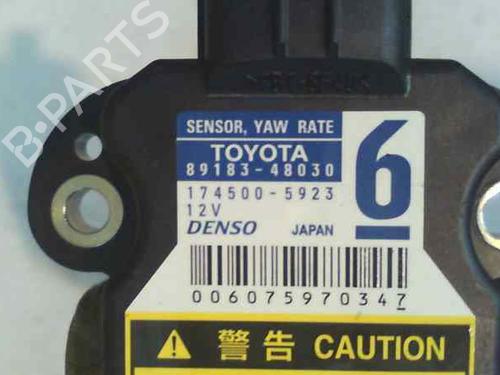 B-PARTS
SENSOR, YAW RATE
TOYOTA
89183-48030
6
174500-5923
12V
DENSO JAPAN
006075970347
警告 CAUTION